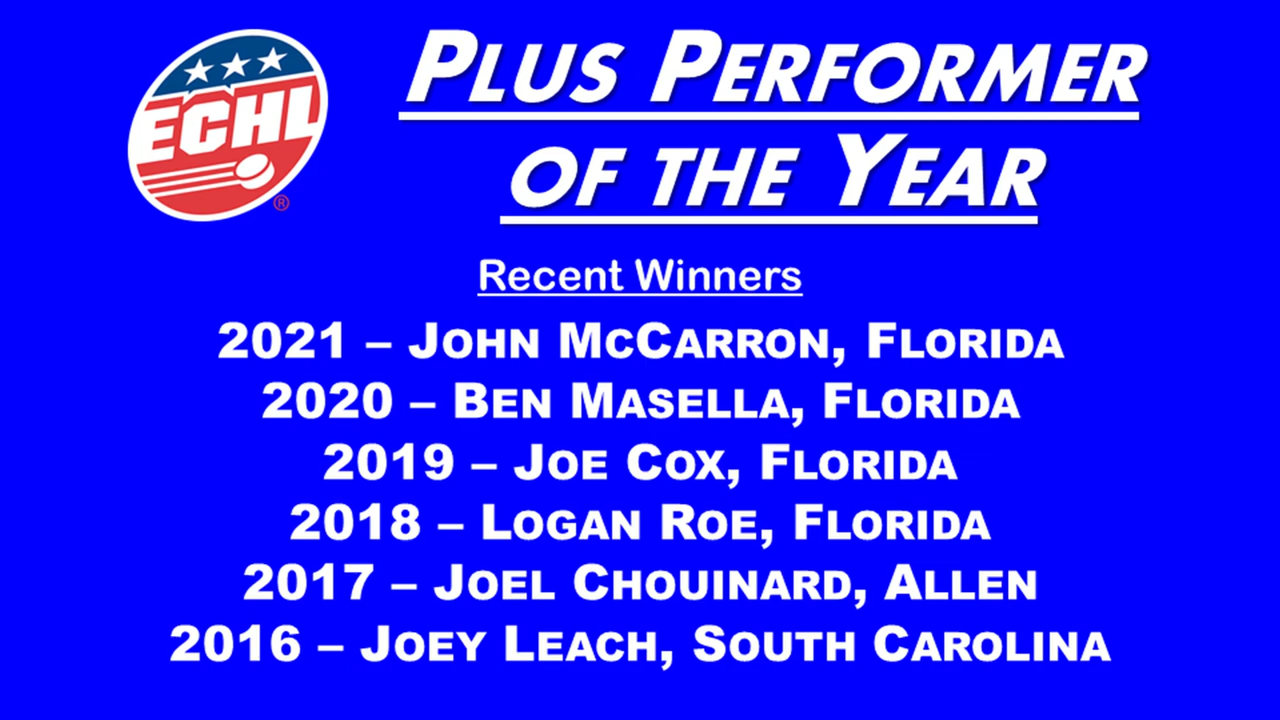 ECHL
®
PLUS PERFORMER
OF THE YEAR
Recent Winners
2021 – JOHN MCCARRON, FLORIDA
2020 – BEN MASELLA, FLORIDA
2019 – JOE COX, FLORIDA
2018 – LOGAN ROE, FLORIDA
2017 – JOEL CHOUINARD, ALLEN
2016 – JOEY LEACH, SOUTH CAROLINA